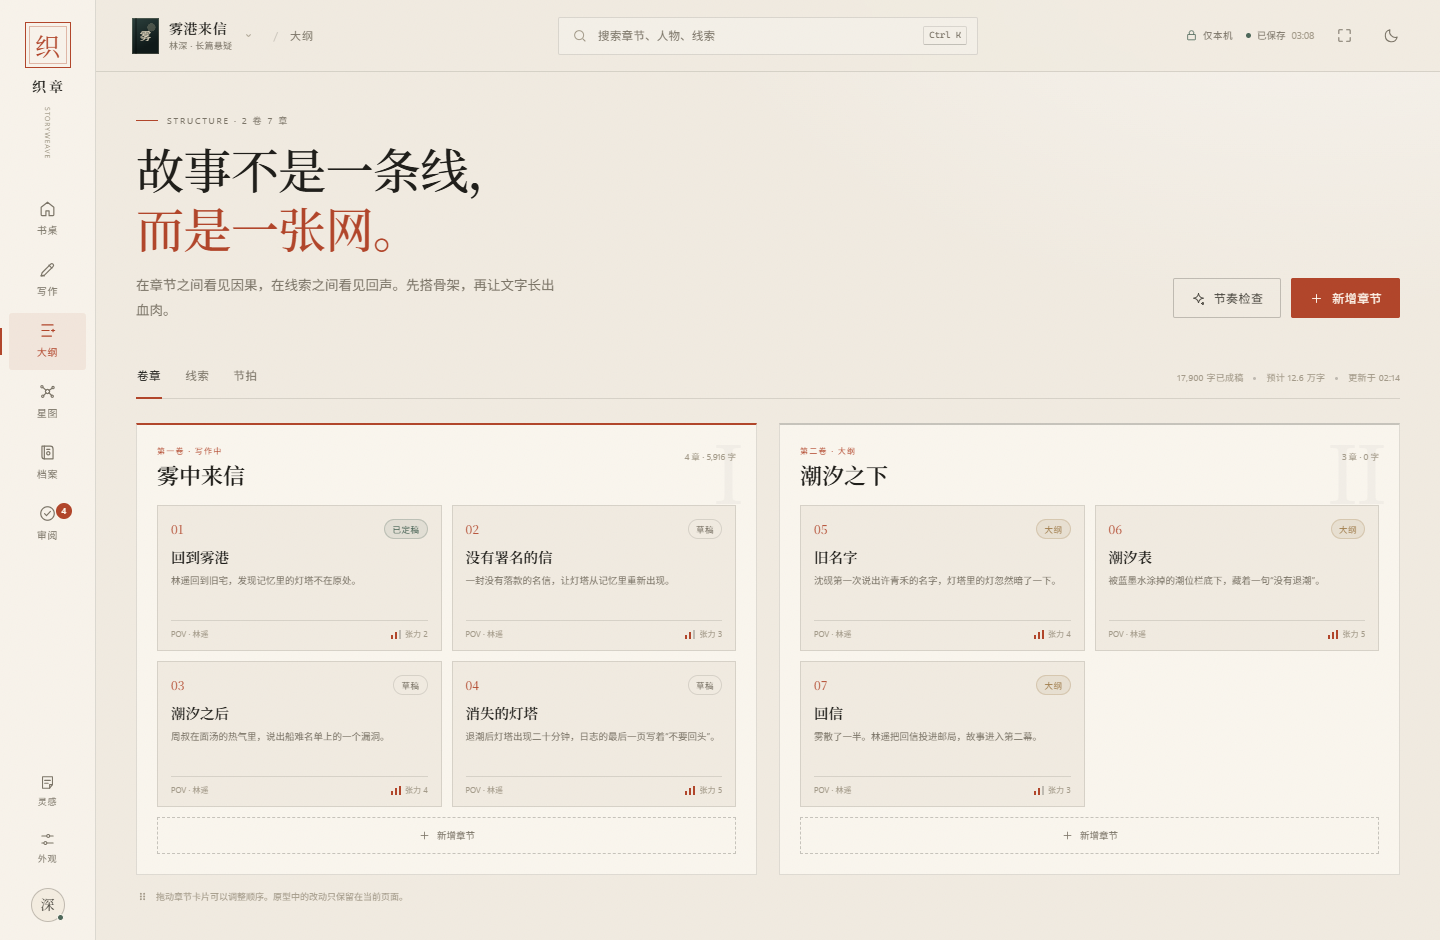 织
织章
STORYWEAVE
书桌
写作
大纲
星图
档案
审阅
4
灵感
外观
深
雾
雾港来信
林深 · 长篇悬疑
/ 大纲
搜索章节、人物、线索
Ctrl K
仅本机
已保存 03:08
STRUCTURE · 2 卷 7 章
故事不是一条线，
而是一张网。
在章节之间看见因果，在线索之间看见回声。先搭骨架，再让文字长出
血肉。
节奏检查
+ 新增章节
卷章
线索
节拍
17,900 字已成稿 • 预计 12.6 万字 • 更新于 02:14
第一卷 · 写作中
雾中来信
4 章 · 5,916 字
I
01
已定稿
回到雾港
林遥回到旧宅，发现记忆里的灯塔不在原处。
POV · 林遥
张力 2
02
草稿
没有署名的信
一封没有落款的名信，让灯塔从记忆里重新出现。
POV · 林遥
张力 3
03
草稿
潮汐之后
周叔在面汤的热气里，说出船难名单上的一个漏洞。
POV · 林遥
张力 4
04
草稿
消失的灯塔
退潮后灯塔出现二十分钟，日志的最后一页写着“不要回头”。
POV · 林遥
张力 5
+ 新增章节
第二卷 · 大纲
潮汐之下
3 章 · 0 字
II
05
大纲
旧名字
沈砚第一次说出许青禾的名字，灯塔里的灯忽然暗了一下。
POV · 林遥
张力 4
06
大纲
潮汐表
被蓝墨水涂掉的潮位栏底下，藏着一句“没有退潮”。
POV · 林遥
张力 5
07
大纲
回信
雾散了一半。林遥把回信投进邮局，故事进入第二幕。
POV · 林遥
张力 3
+ 新增章节
拖动章节卡片可以调整顺序。原型中的改动只保留在当前页面。